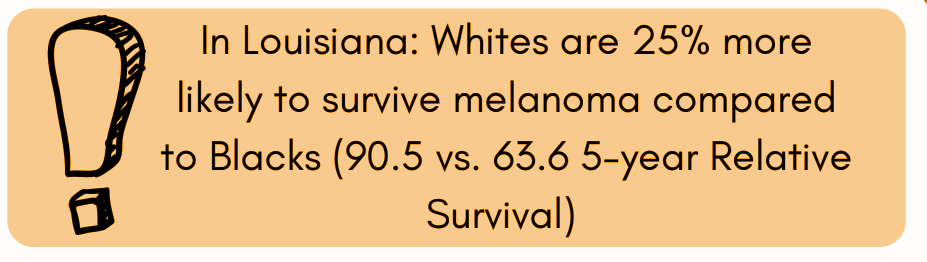 In Louisiana: Whites are 25% more
likely to survive melanoma compared
to Blacks (90.5 vs. 63.6 5-year Relative
Survival)